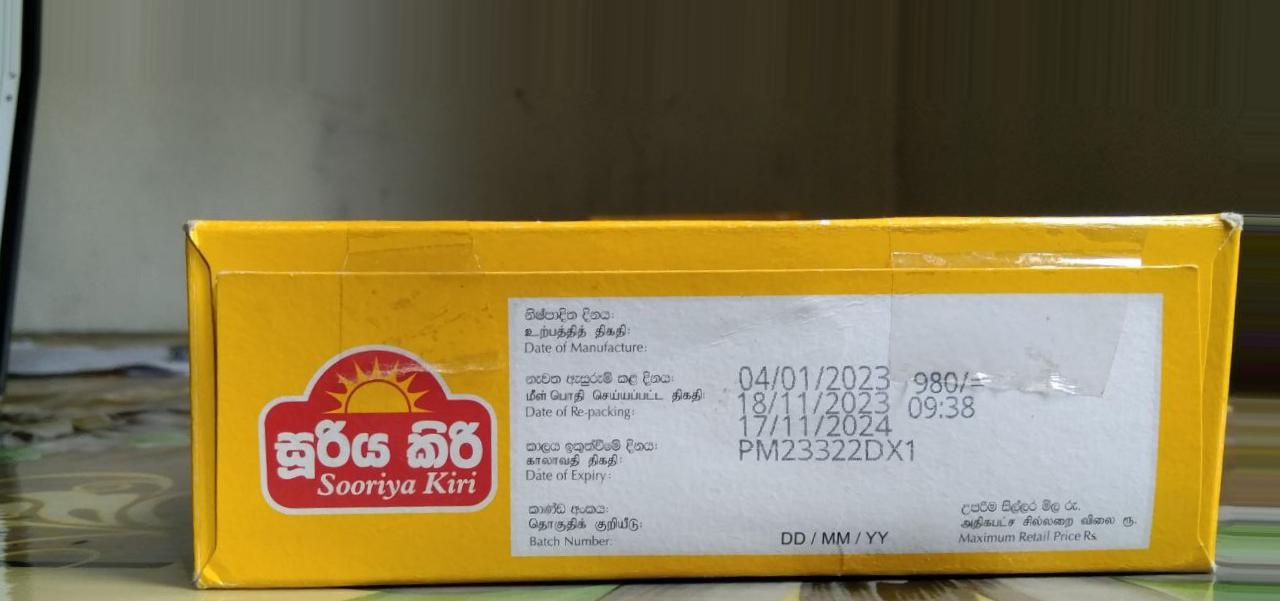 සූරිය කිරි
Sooriya Kiri
නිෂ්පාදිත දිනය:
உற்பத்தித் திகதி:
Date of Manufacture:
නැවත ඇසුරුම් කළ දිනය:
மீள் பொதி செய்யப்பட்ட திகதி:
Date of Re-packing:
කාලය ඉකුත්වීමේ දිනය:
காலாவதி திகதி:
Date of Expiry:
කාණ්ඩ අංකය:
தொகுதிக் குறியீடு:
Batch Number:
04/01/2023 980/=
18/11/2023 09:38
17/11/2024
PM23322DX1
DD / MM / YY
උපරිම සිල්ලර මිල රු.
அதிகபட்ச சில்லறை விலை ரூ.
Maximum Retail Price Rs.